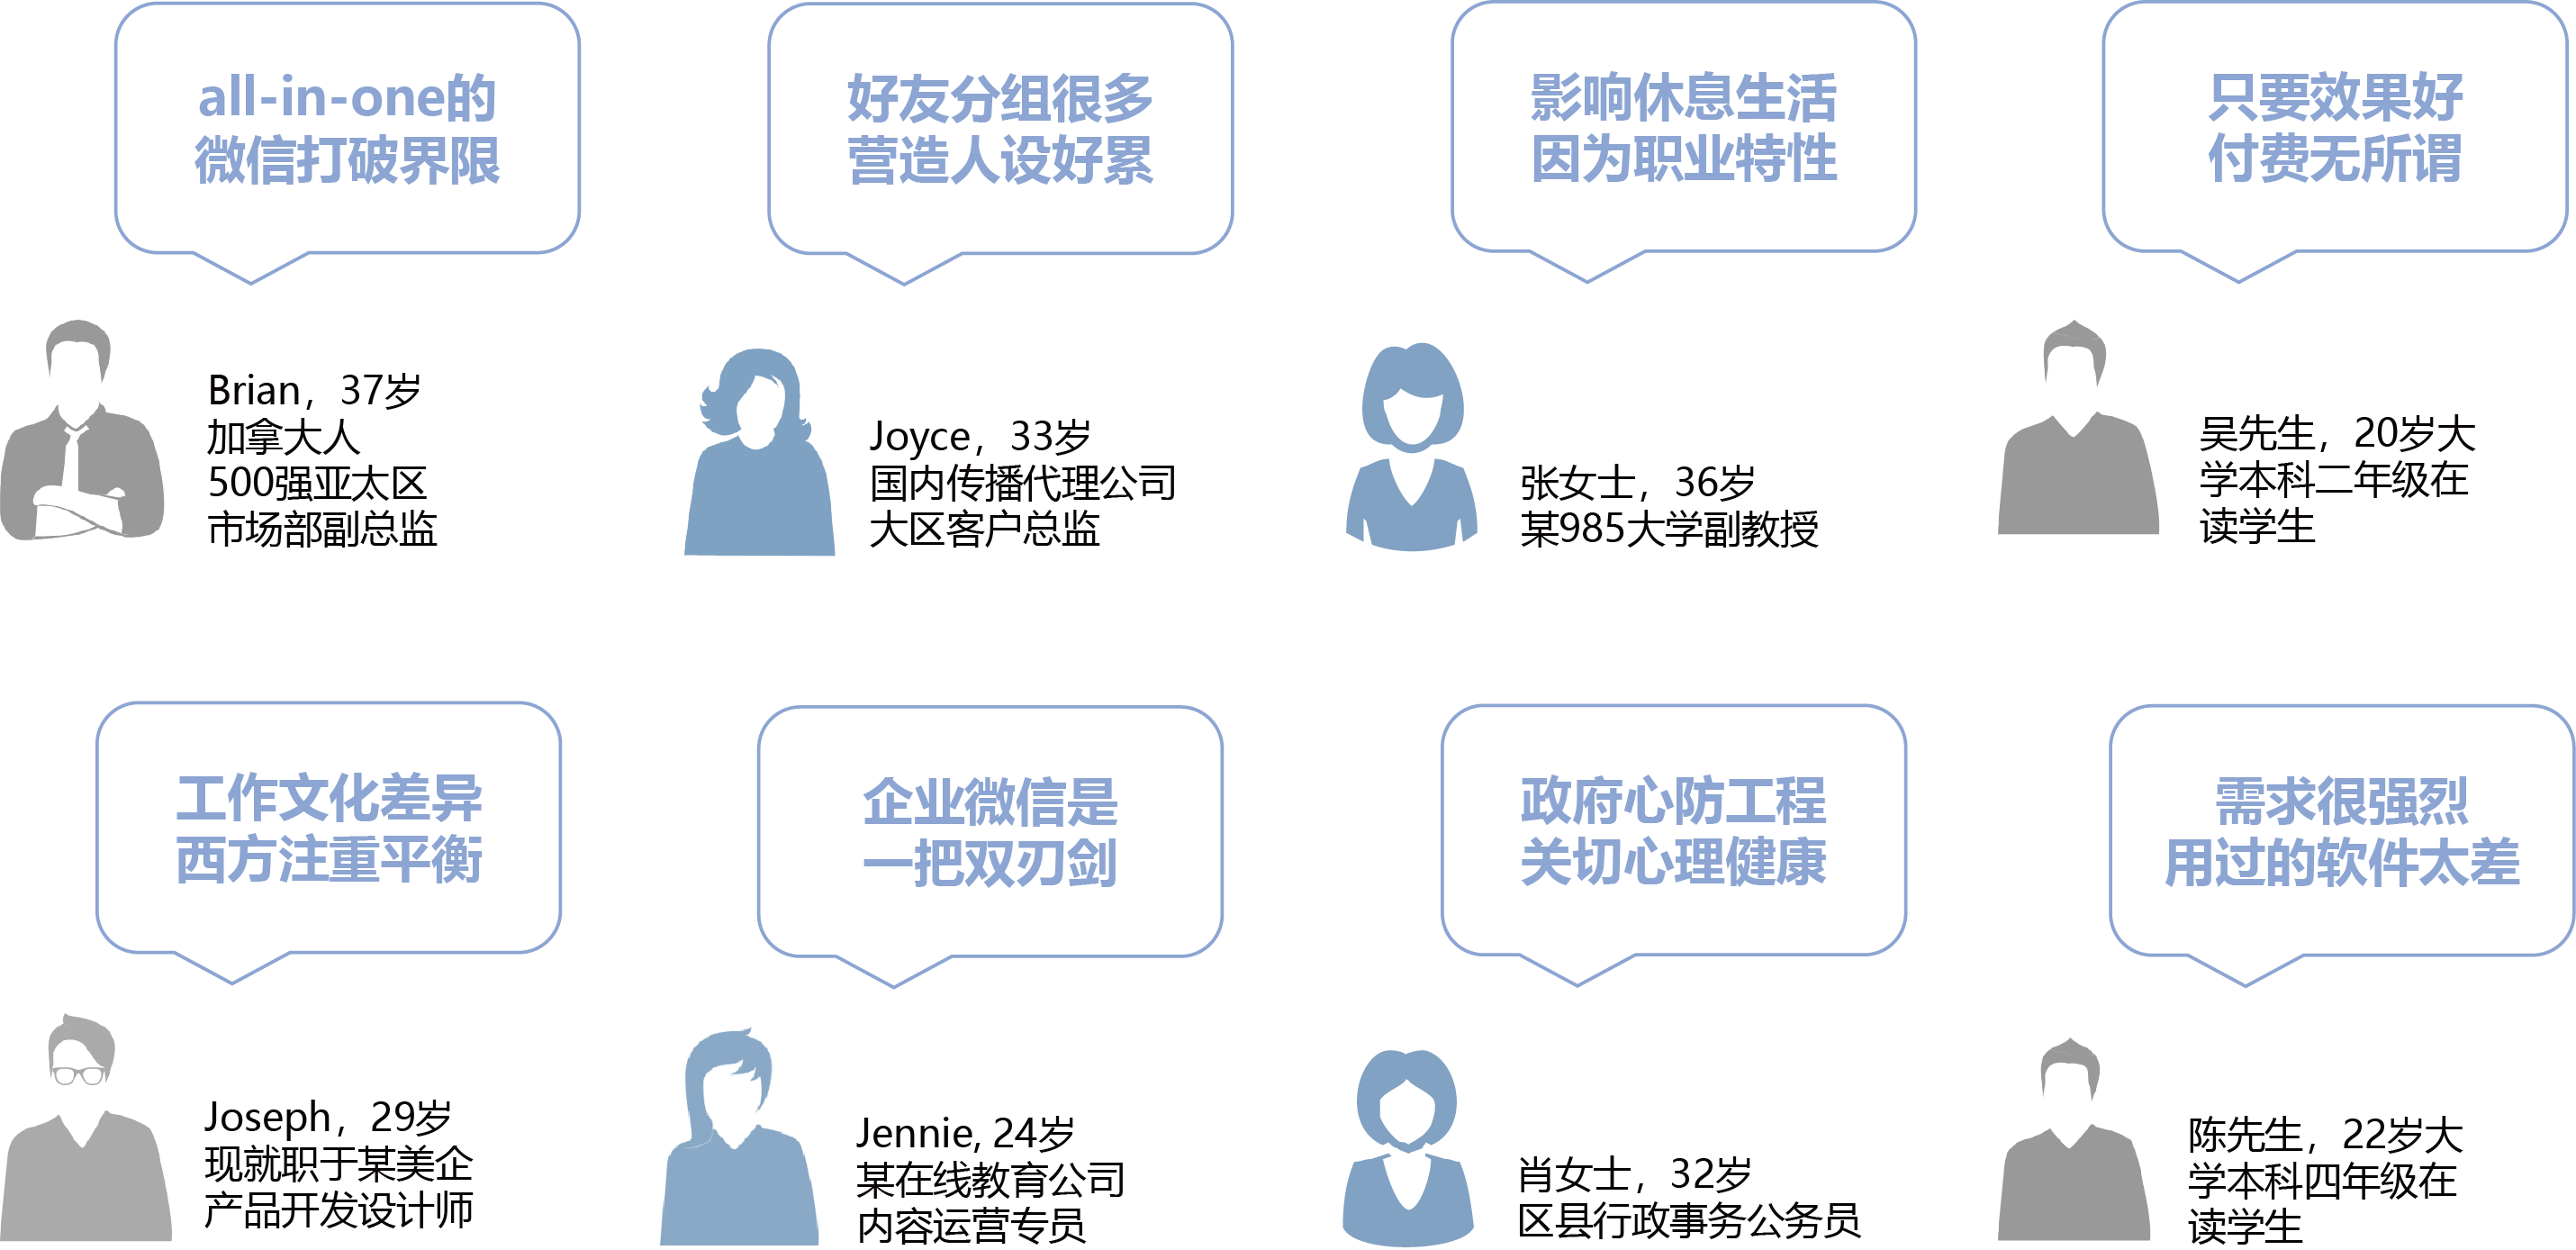 all-in-one的
微信打破界限
Brian，37岁
加拿大人
500强亚太区
市场部副总监
好友分组很多
营造人设好累
Joyce，33岁
国内传播代理公司
大区客户总监
影响休息生活
因为职业特性
张女士，36岁
某985大学副教授
只要效果好
付费无所谓
吴先生，20岁大
学本科二年级在
读学生
工作文化差异
西方注重平衡
Joseph，29岁
现就职于某美企
产品开发设计师
企业微信是
一把双刃剑
Jennie, 24岁
某在线教育公司
内容运营专员
政府心防工程
关切心理健康
肖女士，32岁
区县行政事务公务员
需求很强烈
用过的软件太差
陈先生，22岁大
学本科四年级在
读学生